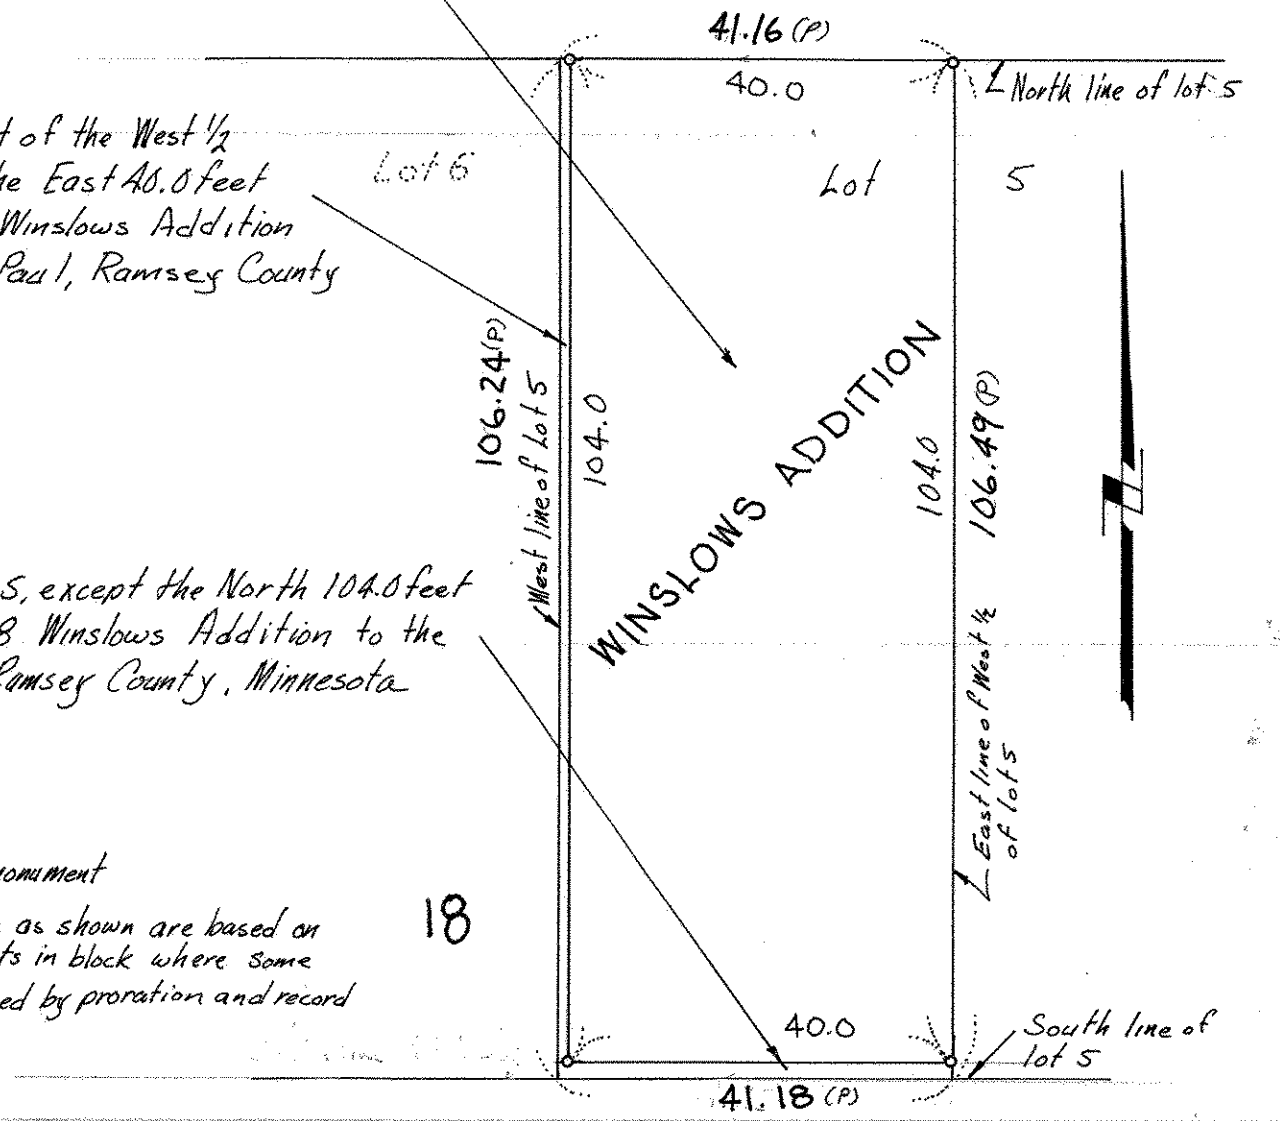 41.16 (P)
40.0
North line of lot 5
t of the West 1/2
he East 40.0 feet
Winslows Addition
Paul, Ramsey County
Lot 6
Lot 5
106.24 (P)
West line of Lot 5
104.0
WINSLOWS ADDITION
104.0
106.49 (P)
East line of West 1/2
of lot 5
5, except the North 104.0 feet
8 Winslows Addition to the
Ramsey County, Minnesota
onument
as shown are based on
ts in block where some
ed by proration and record
18
40.0
South line of
lot 5
41.18 (P)